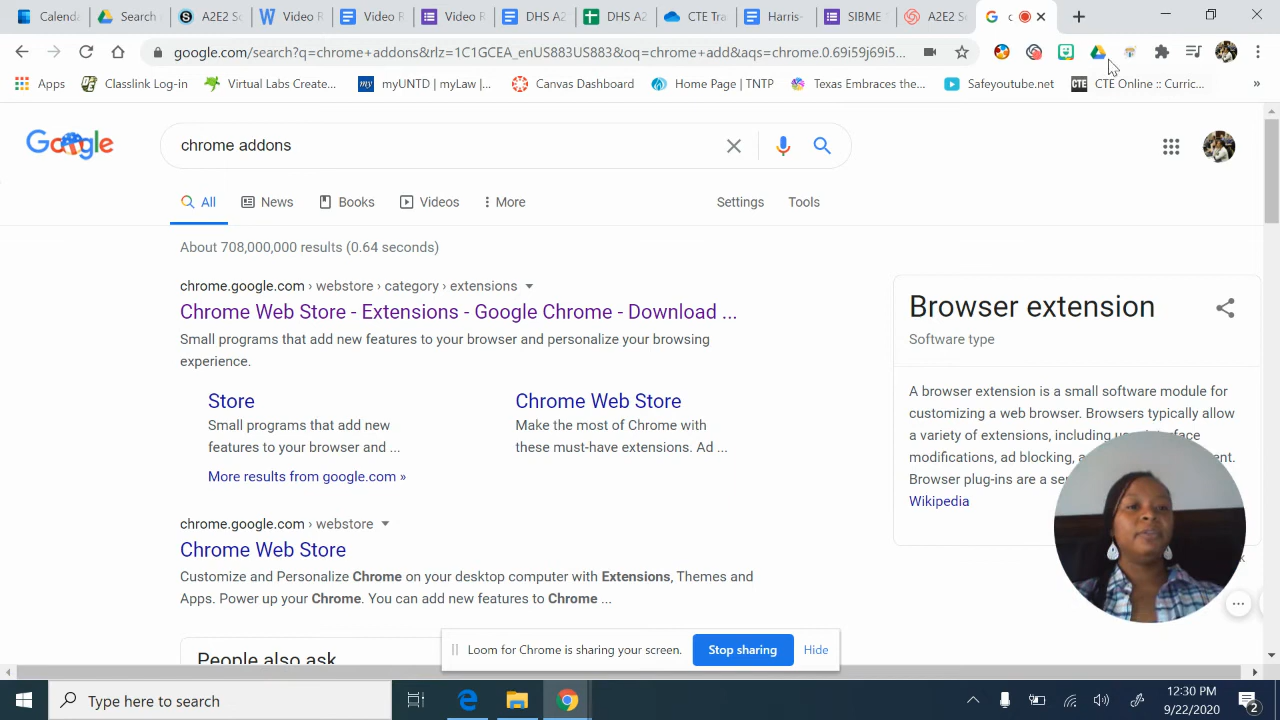 Calenda
Search
A2E2 Sc
Video R
Video R
Video R
DHS A2
DHS A2
CTE Tra
Harris-
SIBME
A2E2 Se
google.com/search?q=chrome+addons&rlz=1C1GCEA_enUS883US883&oq=chrome+add&aqs=chrome.0.69i59j69i5...
Apps
Classlink Log-in
Virtual Labs Create...
myUNTD | myLaw |...
Canvas Dashboard
Home Page | TNTP
Texas Embraces the...
Safeyoutube.net
CTE
CTE Online :: Curric...
»
Google
chrome addons
All
News
Books
Videos
More
Settings
Tools
About 708,000,000 results (0.64 seconds)
chrome.google.com › webstore › category › extensions
Chrome Web Store - Extensions - Google Chrome - Download ...
Small programs that add new features to your browser and personalize your browsing
experience.
Store
Small programs that add new
features to your browser and ...
Chrome Web Store
Make the most of Chrome with
these must-have extensions. Ad ...
More results from google.com »
chrome.google.com › webstore
Chrome Web Store
Customize and Personalize Chrome on your desktop computer with Extensions, Themes and
Apps. Power up your Chrome. You can add new features to Chrome ...
People also ask
Browser extension
Software type
A browser extension is a small software module for
customizing a web browser. Browsers typically allow
a variety of extensions, including
modifications, ad blocking,
Browser plug-ins are a
Wikipedia
Loom for Chrome is sharing your screen.
Stop sharing
Hide
Type here to search
12:30 PM
9/22/2020
2